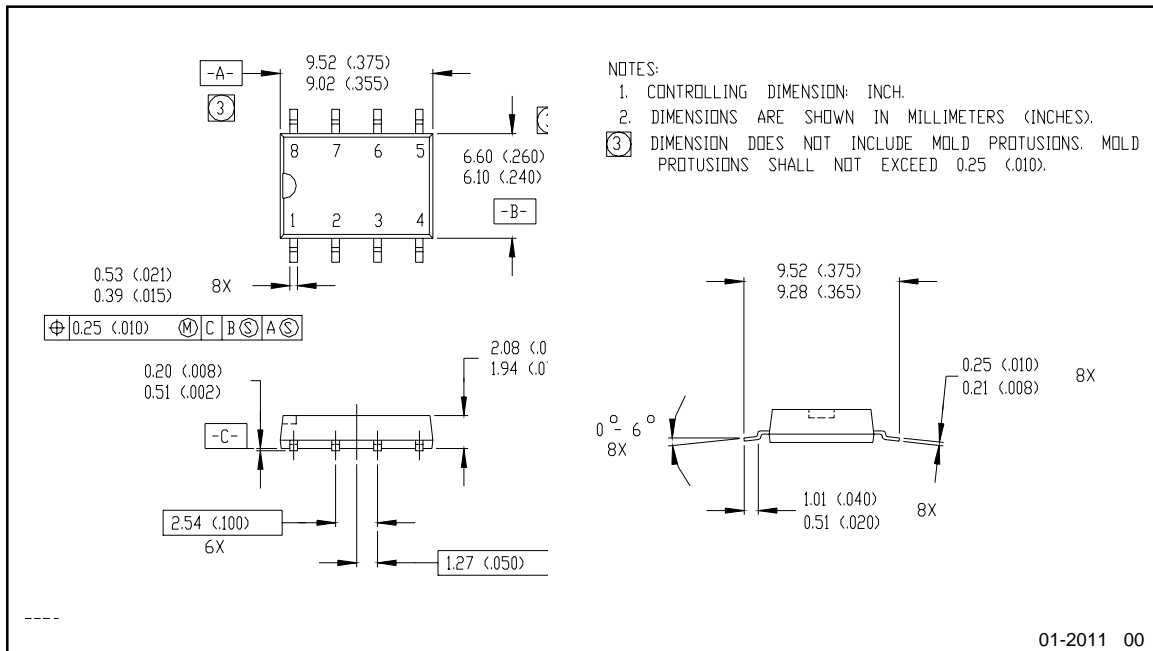 9.52 (.375)
9.02 (.355)
-A-
3
8 7 6 5
1 2 3 4
6.60 (.260)
6.10 (.240)
-B-
0.53 (.021)
0.39 (.015)
8X
0.25 (.010) M C B S A S
0.20 (.008)
0.51 (.002)
2.08
1.94
-C-
2.54 (.100)
6X
1.27 (.050)
NOTES:
1. CONTROLLING DIMENSION: INCH.
2. DIMENSIONS ARE SHOWN IN MILLIMETERS (INCHES).
3 DIMENSION DOES NOT INCLUDE MOLD PROTUSIONS. MOLD
PROTUSIONS SHALL NOT EXCEED 0.25 (.010).
9.52 (.375)
9.28 (.365)
0.25 (.010)
0.21 (.008)
8X
0° - 6°
8X
1.01 (.040)
0.51 (.020)
8X
----
01-2011 00